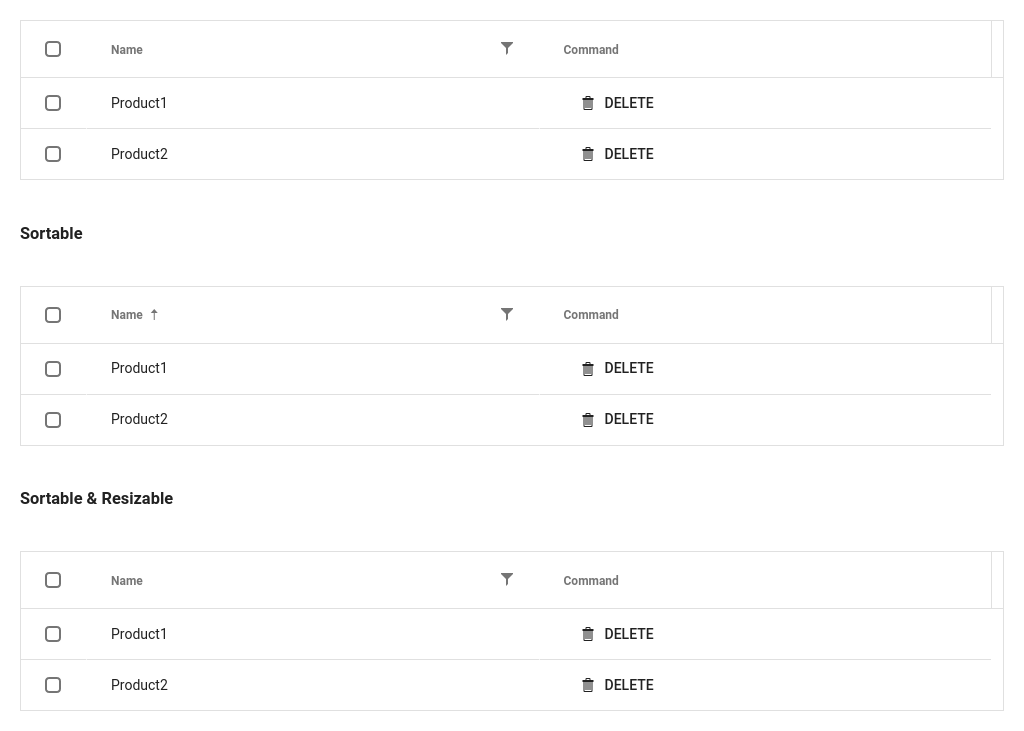 Name Command
Product1 DELETE
Product2 DELETE
Sortable
Name Command
Product1 DELETE
Product2 DELETE
Sortable & Resizable
Name Command
Product1 DELETE
Product2 DELETE